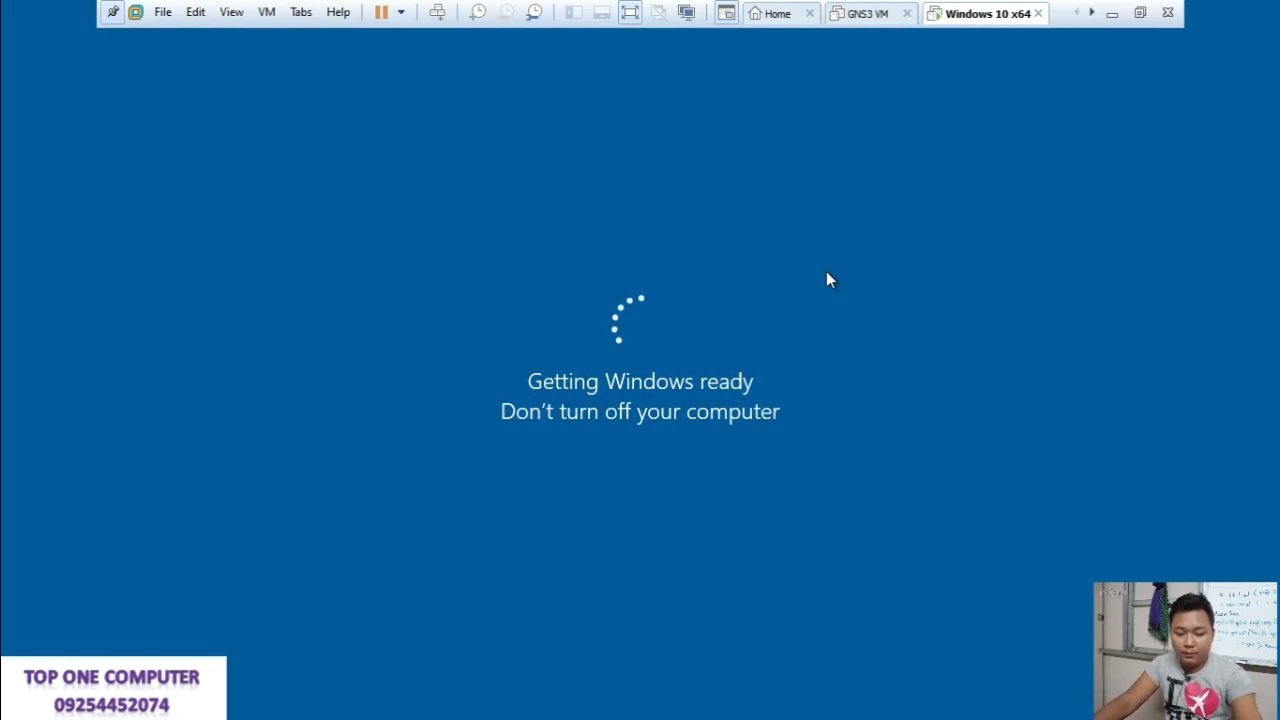 File Edit View VM Tabs Help Home GNS3 VM Windows 10 x64
Getting Windows ready
Don't turn off your computer
TOP ONE COMPUTER
09254452074